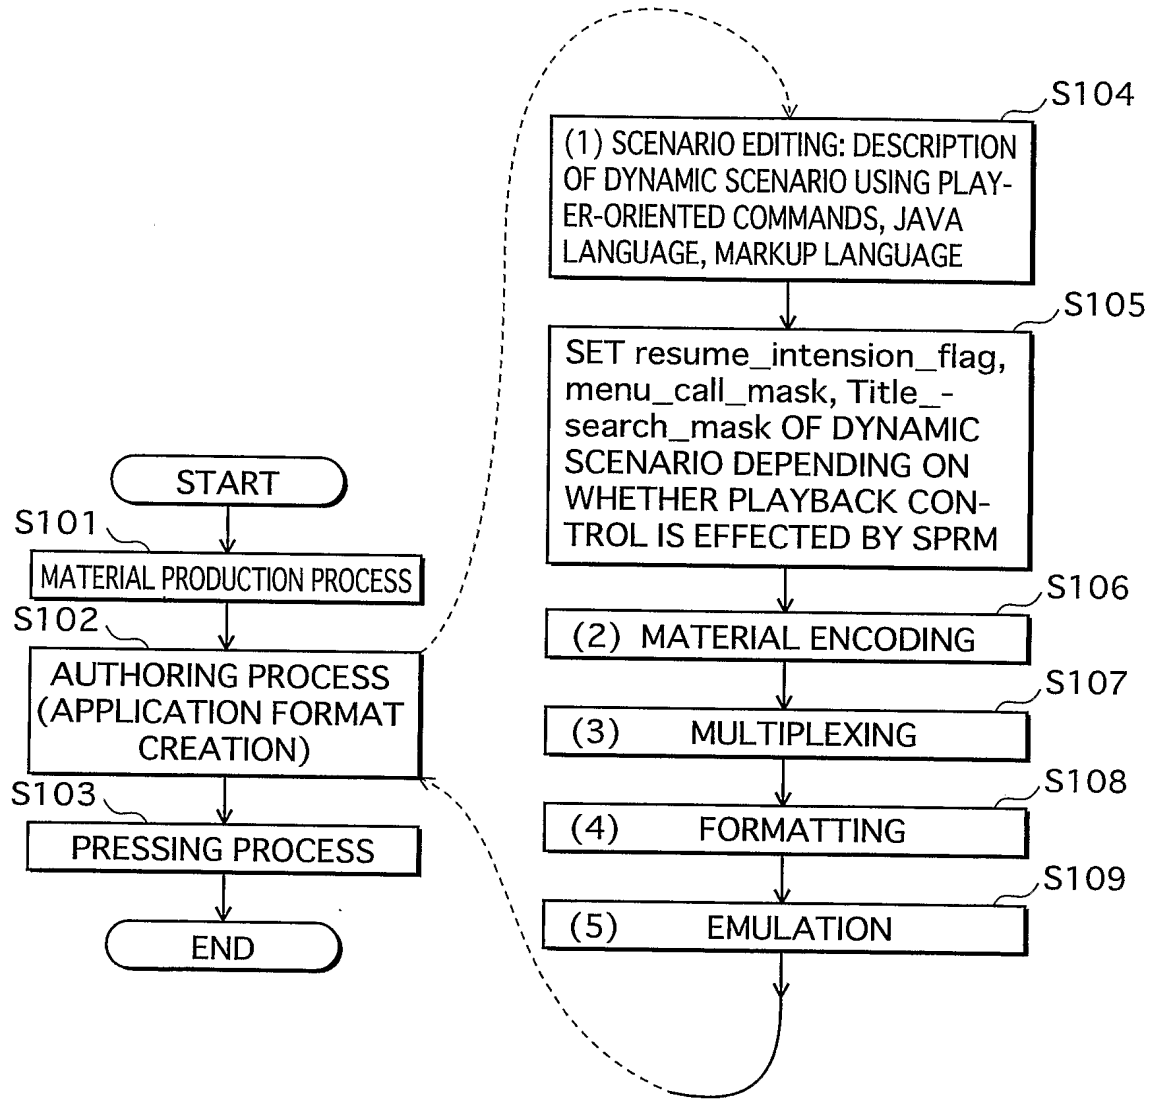 START
S101
MATERIAL PRODUCTION PROCESS
S102
AUTHORING PROCESS
(APPLICATION FORMAT
CREATION)
S103
PRESSING PROCESS
END
S104
(1) SCENARIO EDITING: DESCRIPTION
OF DYNAMIC SCENARIO USING PLAY-
ER-ORIENTED COMMANDS, JAVA
LANGUAGE, MARKUP LANGUAGE
S105
SET resume_intension_flag,
menu_call_mask, Title_-
search_mask OF DYNAMIC
SCENARIO DEPENDING ON
WHETHER PLAYBACK CON-
TROL IS EFFECTED BY SPRM
S106
(2) MATERIAL ENCODING
S107
(3) MULTIPLEXING
S108
(4) FORMATTING
S109
(5) EMULATION